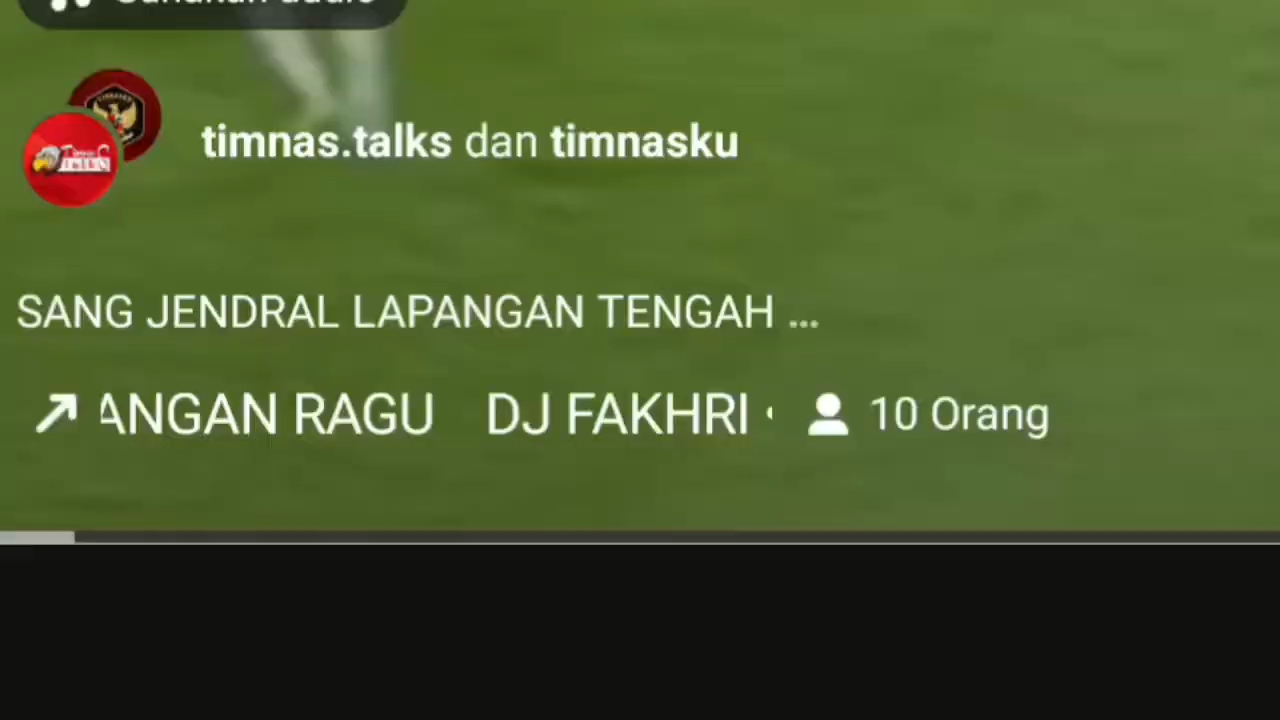 timnas.talks dan timnasku
SANG JENDRAL LAPANGAN TENGAH ...
ANGAN RAGU DJ FAKHRI • 10 Orang